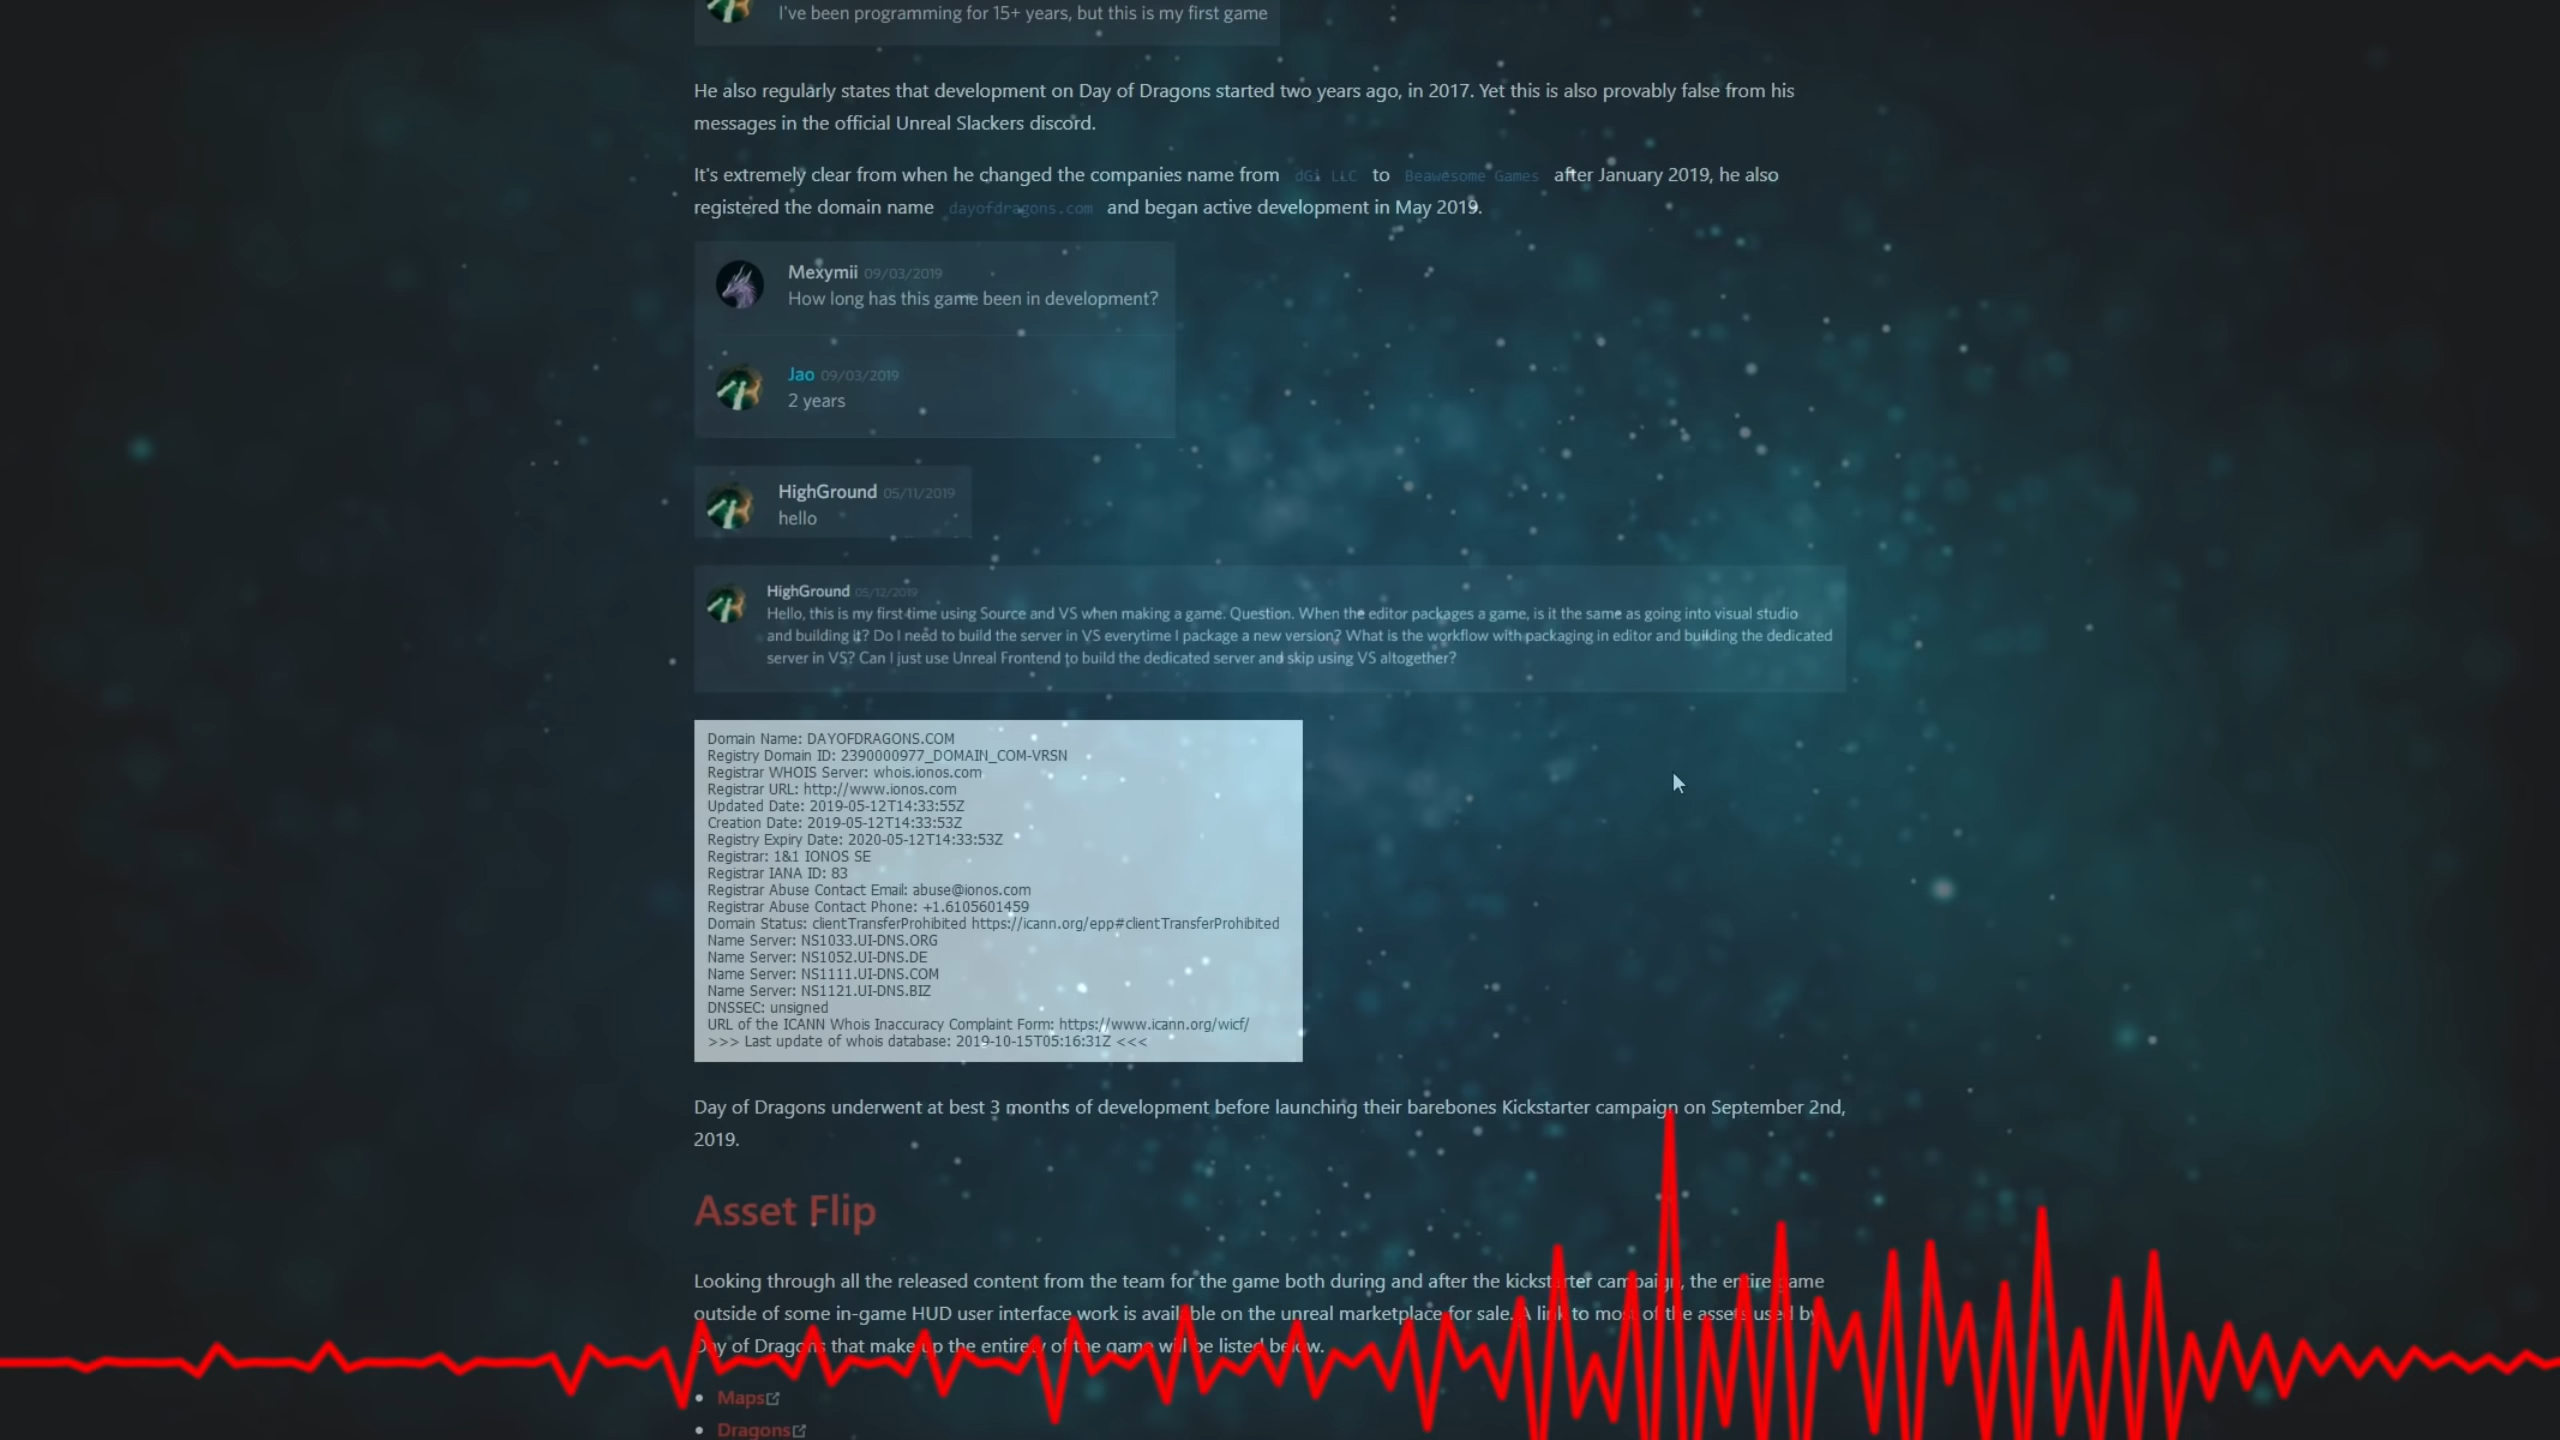 I've been programming for 15+ years, but this is my first game
He also regularly states that development on Day of Dragons started two years ago, in 2017. Yet this is also provably false from his
messages in the official Unreal Slackers discord.
It's extremely clear from when he changed the companies name from dGi LLC to Beawesome Games after January 2019, he also
registered the domain name dayofdragons.com and began active development in May 2019.
Mexymii 09/03/2019
How long has this game been in development?
Jao 09/03/2019
2 years
HighGround 05/11/2019
hello
HighGround 05/12/2019
Hello, this is my first time using Source and VS when making a game. Question. When the editor packages a game, is it the same as going into visual studio
and building it? Do I need to build the server in VS everytime I package a new version? What is the workflow with packaging in editor and building the dedicated
server in VS? Can I just use Unreal Frontend to build the dedicated server and skip using VS altogether?
Domain Name: DAYOFDRAGONS.COM
Registry Domain ID: 2390000977_DOMAIN_COM-VRSN
Registrar WHOIS Server: whois.ionos.com
Registrar URL: http://www.ionos.com
Updated Date: 2019-05-12T14:33:55Z
Creation Date: 2019-05-12T14:33:53Z
Registry Expiry Date: 2020-05-12T14:33:53Z
Registrar: 1&1 IONOS SE
Registrar IANA ID: 83
Registrar Abuse Contact Email: abuse@ionos.com
Registrar Abuse Contact Phone: +1.6105601459
Domain Status: clientTransferProhibited https://icann.org/epp#clientTransferProhibited
Name Server: NS1033.UI-DNS.ORG
Name Server: NS1052.UI-DNS.DE
Name Server: NS1111.UI-DNS.COM
Name Server: NS1121.UI-DNS.BIZ
DNSSEC: unsigned
URL of the ICANN Whois Inaccuracy Complaint Form: https://www.icann.org/wicf/
>>> Last update of whois database: 2019-10-15T05:16:31Z <<<
Day of Dragons underwent at best 3 months of development before launching their barebones Kickstarter campaign on September 2nd,
2019.
Asset Flip
Looking through all the released content from the team for the game both during and after the kickstarter campaign, the entire game
outside of some in-game HUD user interface work is available on the unreal marketplace for sale. A link to most of the assets used by
Day of Dragons that make up the entirety of the game will be listed below.
• Maps
• Dragons